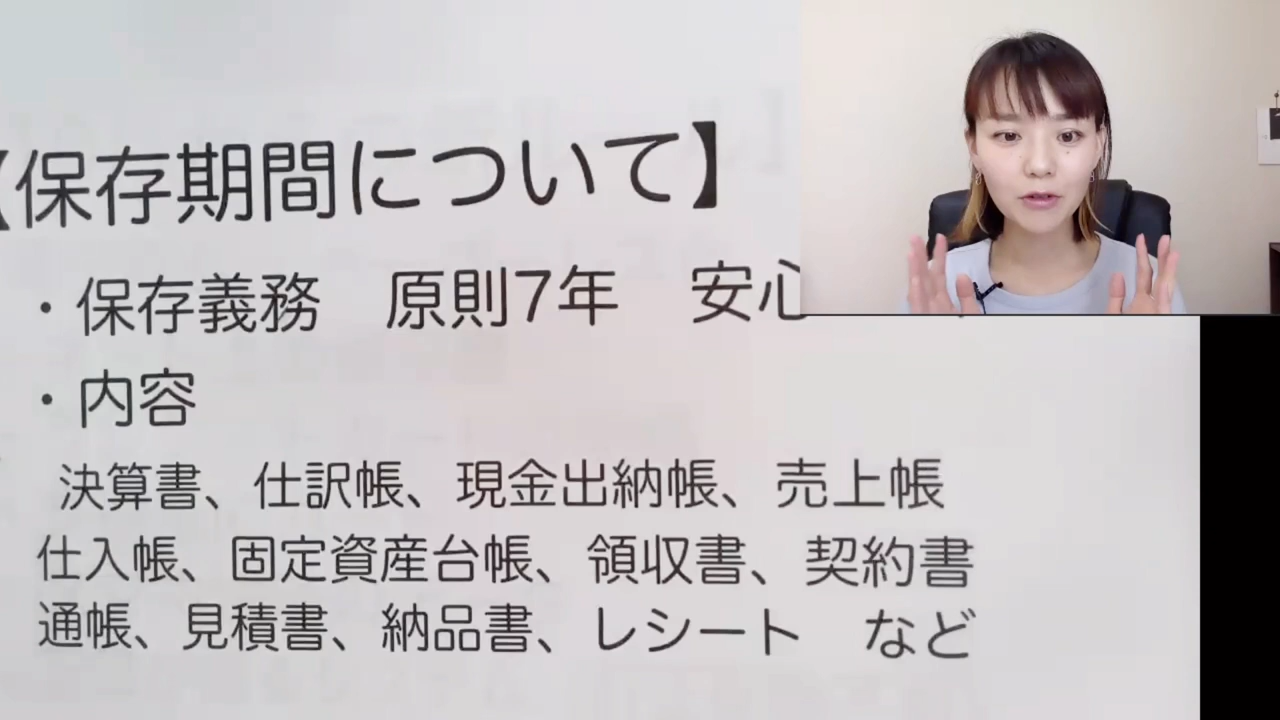 【保存期間について】
・保存義務　原則7年　安心
・内容
決算書、仕訳帳、現金出納帳、売上帳
仕入帳、固定資産台帳、領収書、契約書
通帳、見積書、納品書、レシート　など